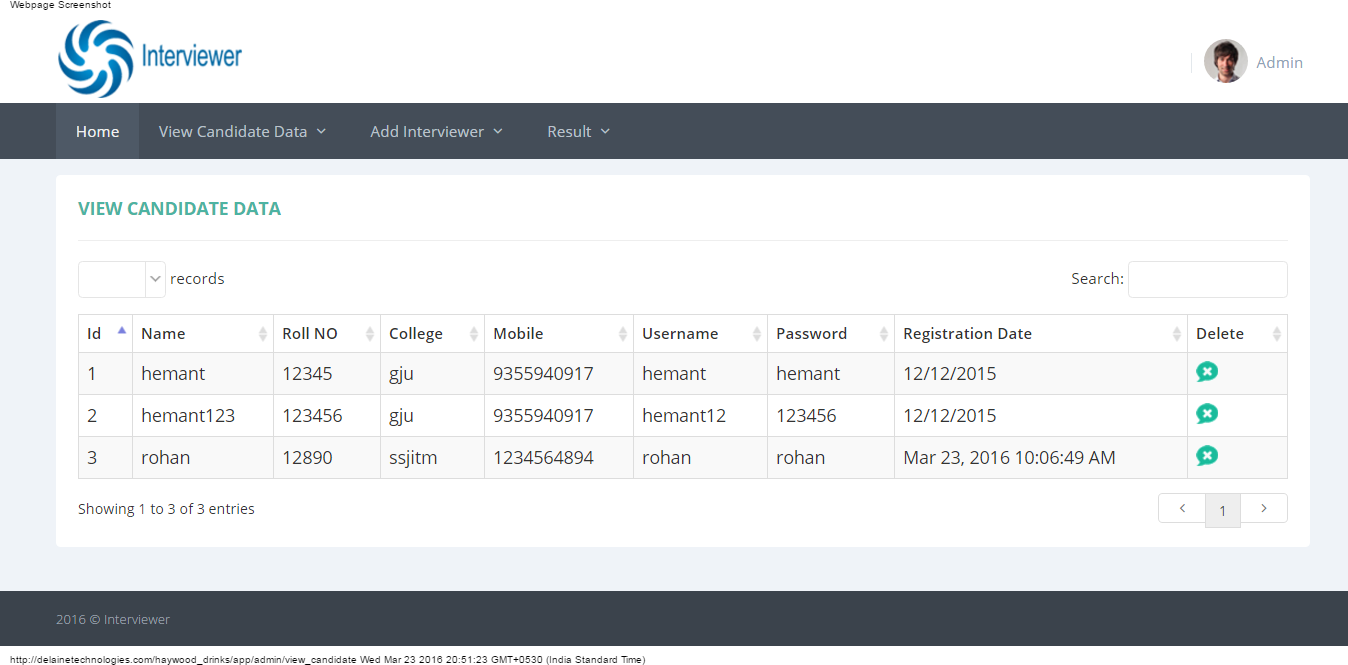 Webpage Screenshot
Interviewer
Admin
Home View Candidate Data Add Interviewer Result
VIEW CANDIDATE DATA
records Search:
Id Name Roll NO College Mobile Username Password Registration Date Delete
1 hemant 12345 gju 9355940917 hemant hemant 12/12/2015
2 hemant123 123456 gju 9355940917 hemant12 123456 12/12/2015
3 rohan 12890 ssjitm 1234564894 rohan rohan Mar 23, 2016 10:06:49 AM
Showing 1 to 3 of 3 entries 1
2016 © Interviewer
http://delainetechnologies.com/haywood_drinks/app/admin/view_candidate Wed Mar 23 2016 20:51:23 GMT+0530 (India Standard Time)